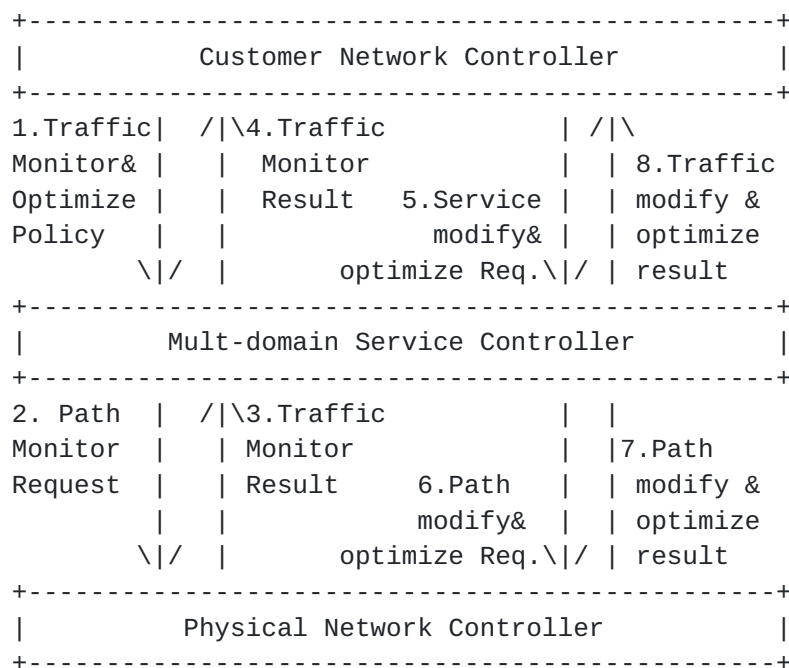 +------------------------------------------------+
|           Customer Network Controller          |
+------------------------------------------------+
1.Traffic|  /|\4.Traffic           | /|\
Monitor& |   |  Monitor            |  | 8.Traffic
Optimize |   |  Result   5.Service |  | modify &
Policy   |   |             modify& |  | optimize
        \|/  |       optimize Req.\|/ | result
+------------------------------------------------+
|         Mult-domain Service Controller         |
+------------------------------------------------+
2. Path  |  /|\3.Traffic           |  |
Monitor  |   | Monitor             |  |7.Path
Request  |   | Result     6.Path   |  | modify &
         |   |            modify&  |  | optimize
        \|/  |       optimize Req.\|/ | result
+------------------------------------------------+
|          Physical Network Controller           |
+------------------------------------------------+